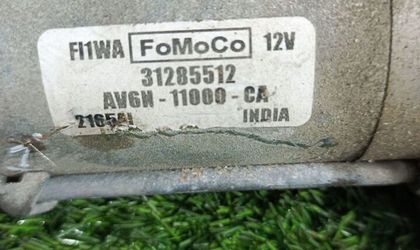 FI1WA FoMoCo 12V
31285512
AV6N-11000-CA
INDIA